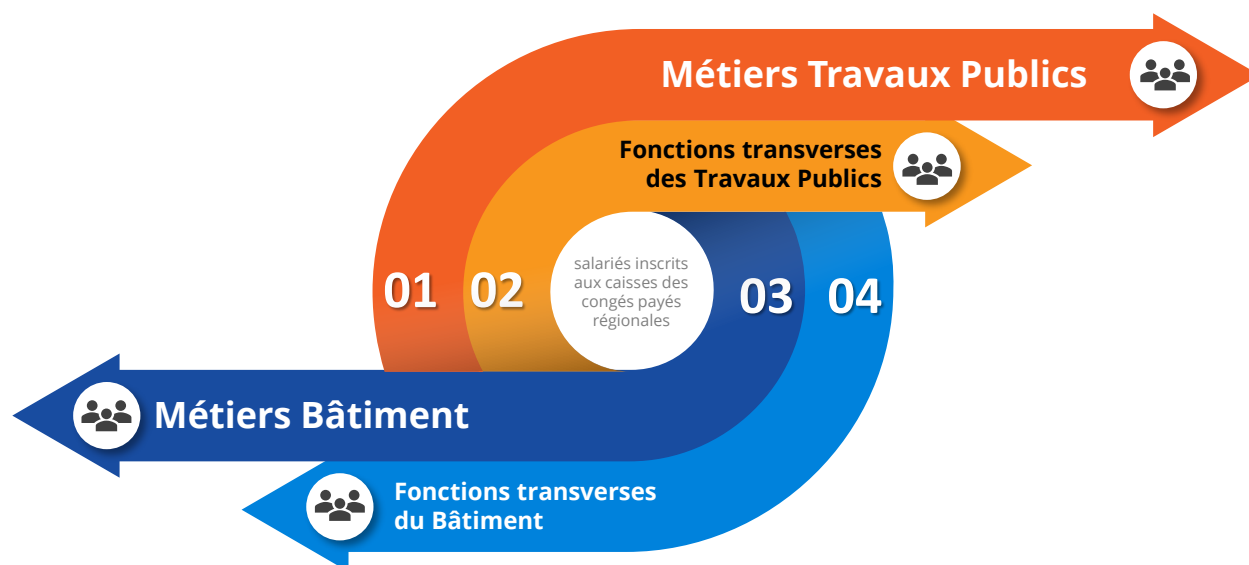 Métiers Travaux Publics
Fonctions transverses
des Travaux Publics
salariés inscrits
aux caisses des
congés payés
régionales
01
02
03
04
Métiers Bâtiment
Fonctions transverses
du Bâtiment